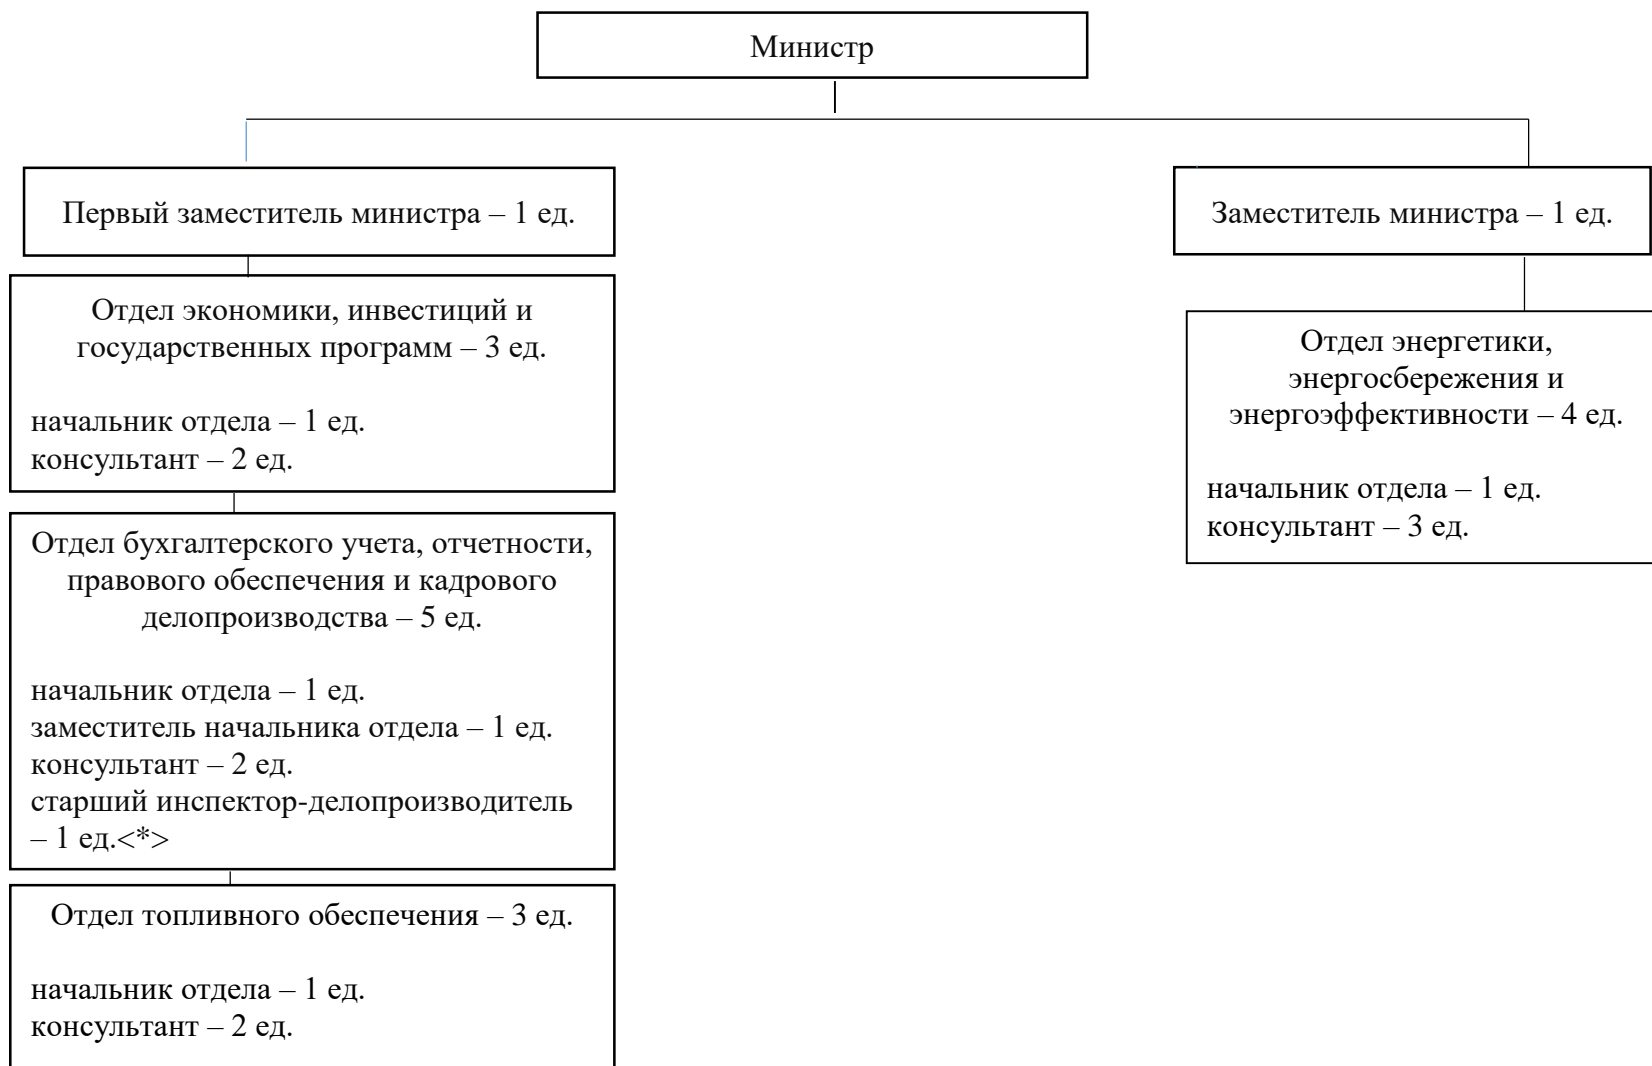 Министр
Первый заместитель министра – 1 ед.
Заместитель министра – 1 ед.
Отдел экономики, инвестиций и
государственных программ – 3 ед.
начальник отдела – 1 ед.
консультант – 2 ед.
Отдел энергетики,
энергосбережения и
энергоэффективности – 4 ед.
начальник отдела – 1 ед.
консультант – 3 ед.
Отдел бухгалтерского учета, отчетности,
правового обеспечения и кадрового
делопроизводства – 5 ед.
начальник отдела – 1 ед.
заместитель начальника отдела – 1 ед.
консультант – 2 ед.
старший инспектор-делопроизводитель
– 1 ед.<*>
Отдел топливного обеспечения – 3 ед.
начальник отдела – 1 ед.
консультант – 2 ед.